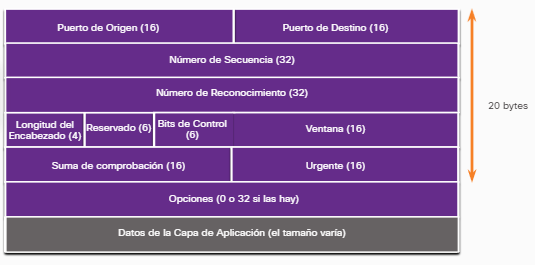 Puerto de Origen (16)
Puerto de Destino (16)
Número de Secuencia (32)
Número de Reconocimiento (32)
Longitud del
Encabezado (4)
Reservado (6)
Bits de Control
(6)
Ventana (16)
Suma de comprobación (16)
Urgente (16)
Opciones (0 o 32 si las hay)
Datos de la Capa de Aplicación (el tamaño varía)
20 bytes